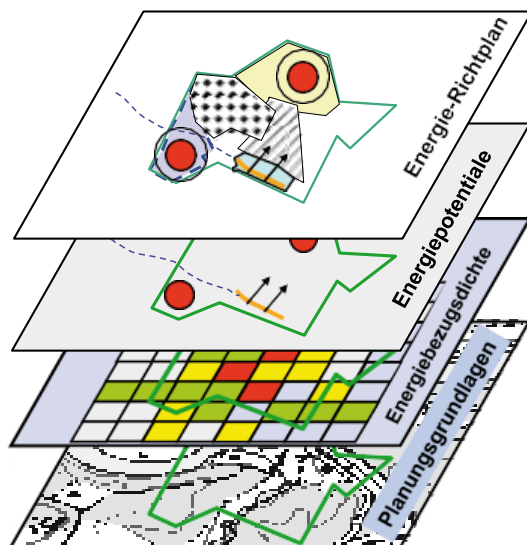 Energie-Richtplan
Energiepotentiale
Energiebezugsdichte
Planungsgrundlagen